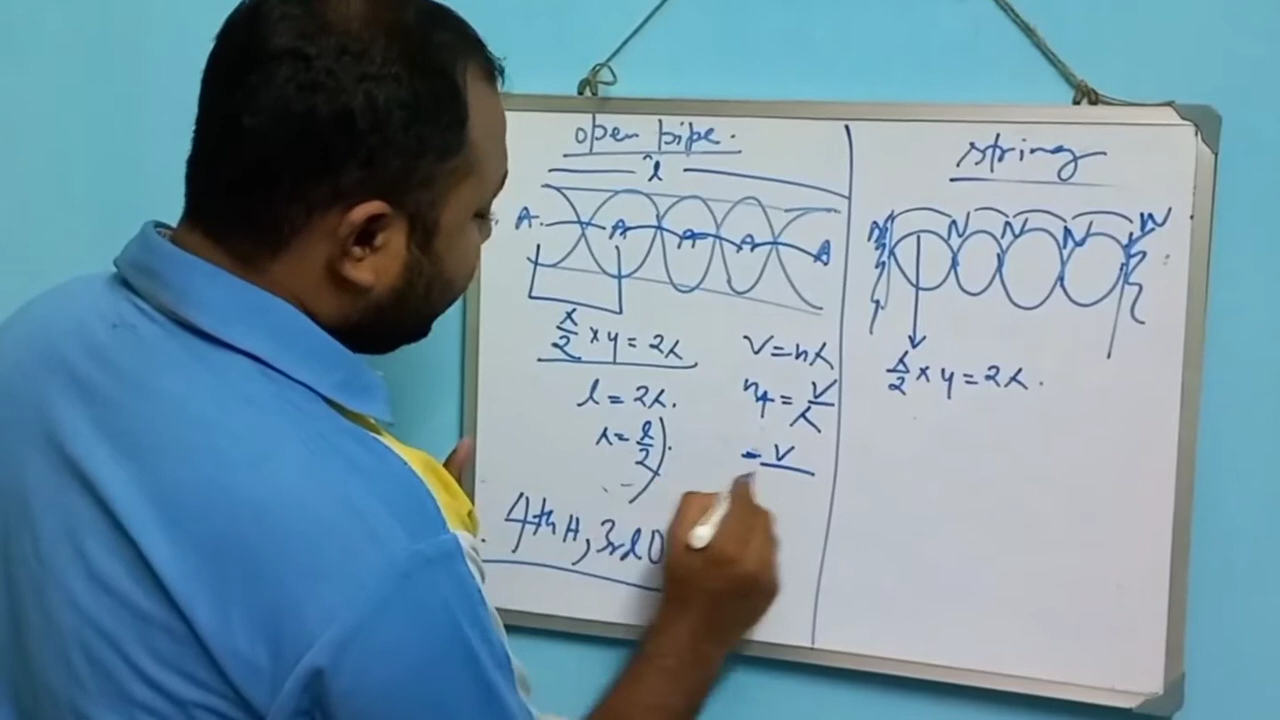 open pipe.
l
A. A A A A
λ/2 × 4 = 2λ
l = 2λ.
λ = l/2
V = nλ
n4 = V/λ
= V
4th H, 3rd O
string
N N N N N
λ/2 × 4 = 2λ.